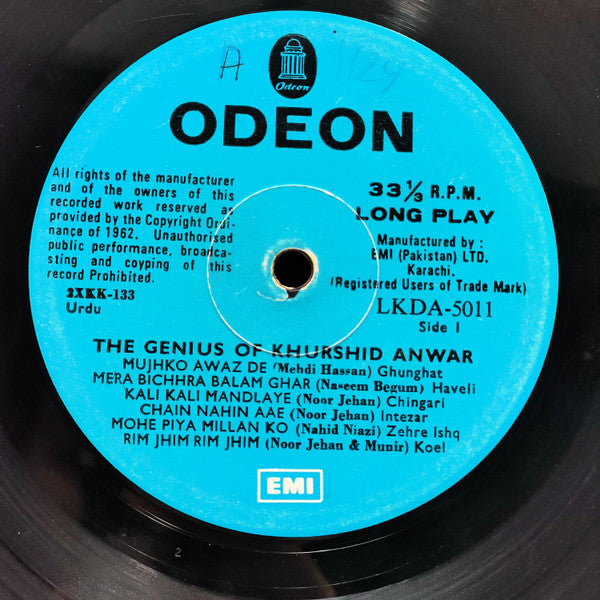 A
Odeon
ODEON
All rights of the manufacturer
and of the owners of this
recorded work reserved as
provided by the Copyright Ordi-
nance of 1962. Unauthorised
public performance, broadca-
sting and coyping of this
record Prohibited.
2XKK-133
Urdu
33 1/3 R.P.M.
LONG PLAY
Manufactured by :
EMI (Pakistan) LTD.
Karachi.
(Registered Users of Trade Mark)
LKDA-5011
Side 1
THE GENIUS OF KHURSHID ANWAR
MUJHKO AWAZ DE (Mehdi Hassan) Ghunghat
MERA BICHHRA BALAM GHAR (Naseem Begum) Haveli
KALI KALI MANDLAYE (Noor Jehan) Chingari
CHAIN NAHIN AAE (Noor Jehan) Intezar
MOHE PIYA MILLAN KO (Nahid Niazi) Zehre Ishq
RIM JHIM RIM JHIM (Noor Jehan & Munir) Koel
EMI
2